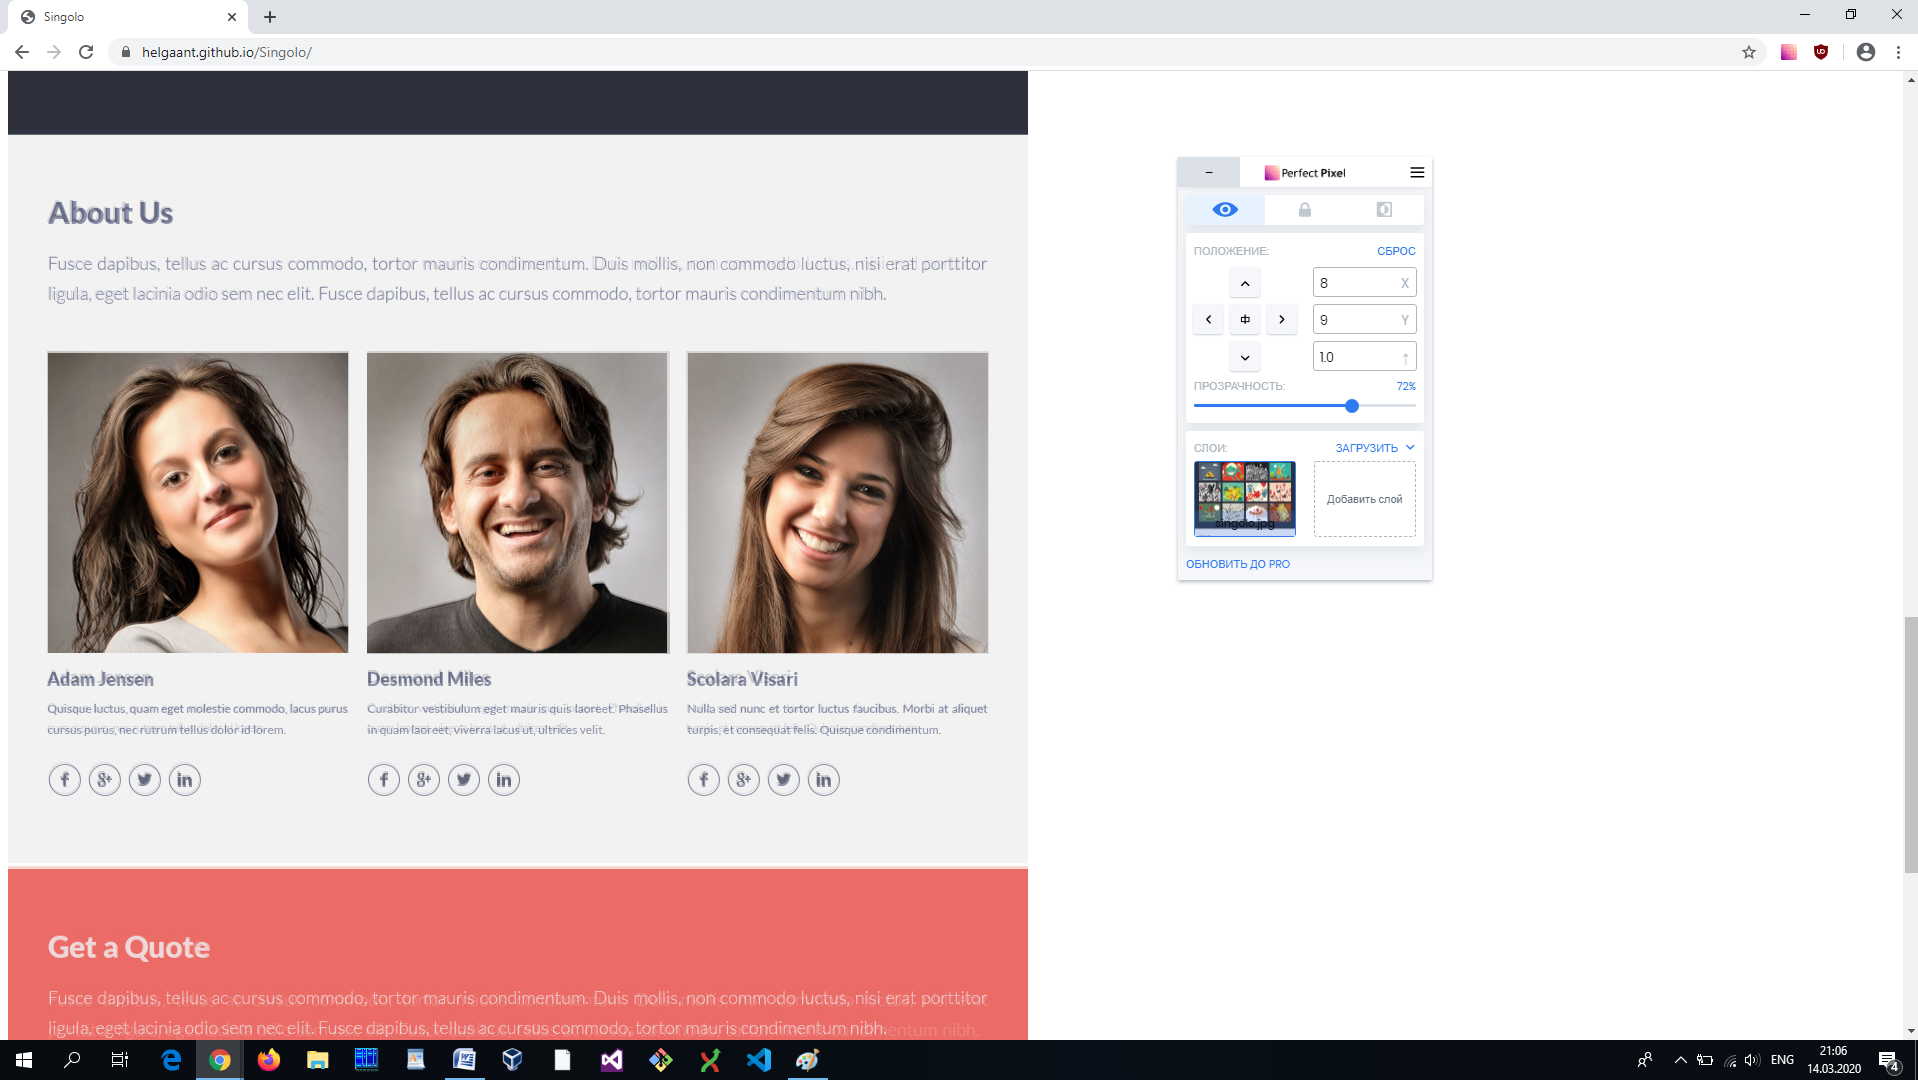 Singolo
helgaant.github.io/Singolo/
About Us
Fusce dapibus, tellus ac cursus commodo, tortor mauris condimentum. Duis mollis, non commodo luctus, nisi erat porttitor
ligula, eget lacinia odio sem nec elit. Fusce dapibus, tellus ac cursus commodo, tortor mauris condimentum nibh.
Adam Jensen
Quisque luctus, quam eget molestie commodo, lacus purus
cursus purus, nec rutrum tellus dolor id lorem.
Desmond Miles
Curabitur vestibulum eget mauris quis laoreet. Phasellus
in quam laoreet, viverra lacus ut, ultrices velit.
Scolara Visari
Nulla sed nunc et tortor luctus faucibus. Morbi at aliquet
turpis, et consequat felis. Quisque condimentum.
Get a Quote
Fusce dapibus, tellus ac cursus commodo, tortor mauris condimentum. Duis mollis, non commodo luctus, nisi erat porttitor
ligula, eget lacinia odio sem nec elit. Fusce dapibus, tellus ac cursus commodo, tortor mauris condimentum nibh.
Perfect Pixel
ПОЛОЖЕНИЕ: СБРОС
8 X
9 Y
1.0
ПРОЗРАЧНОСТЬ: 72%
СЛОИ: ЗАГРУЗИТЬ
singolo.jpg
Добавить слой
ОБНОВИТЬ ДО PRO
ENG
21:06
14.03.2020
4